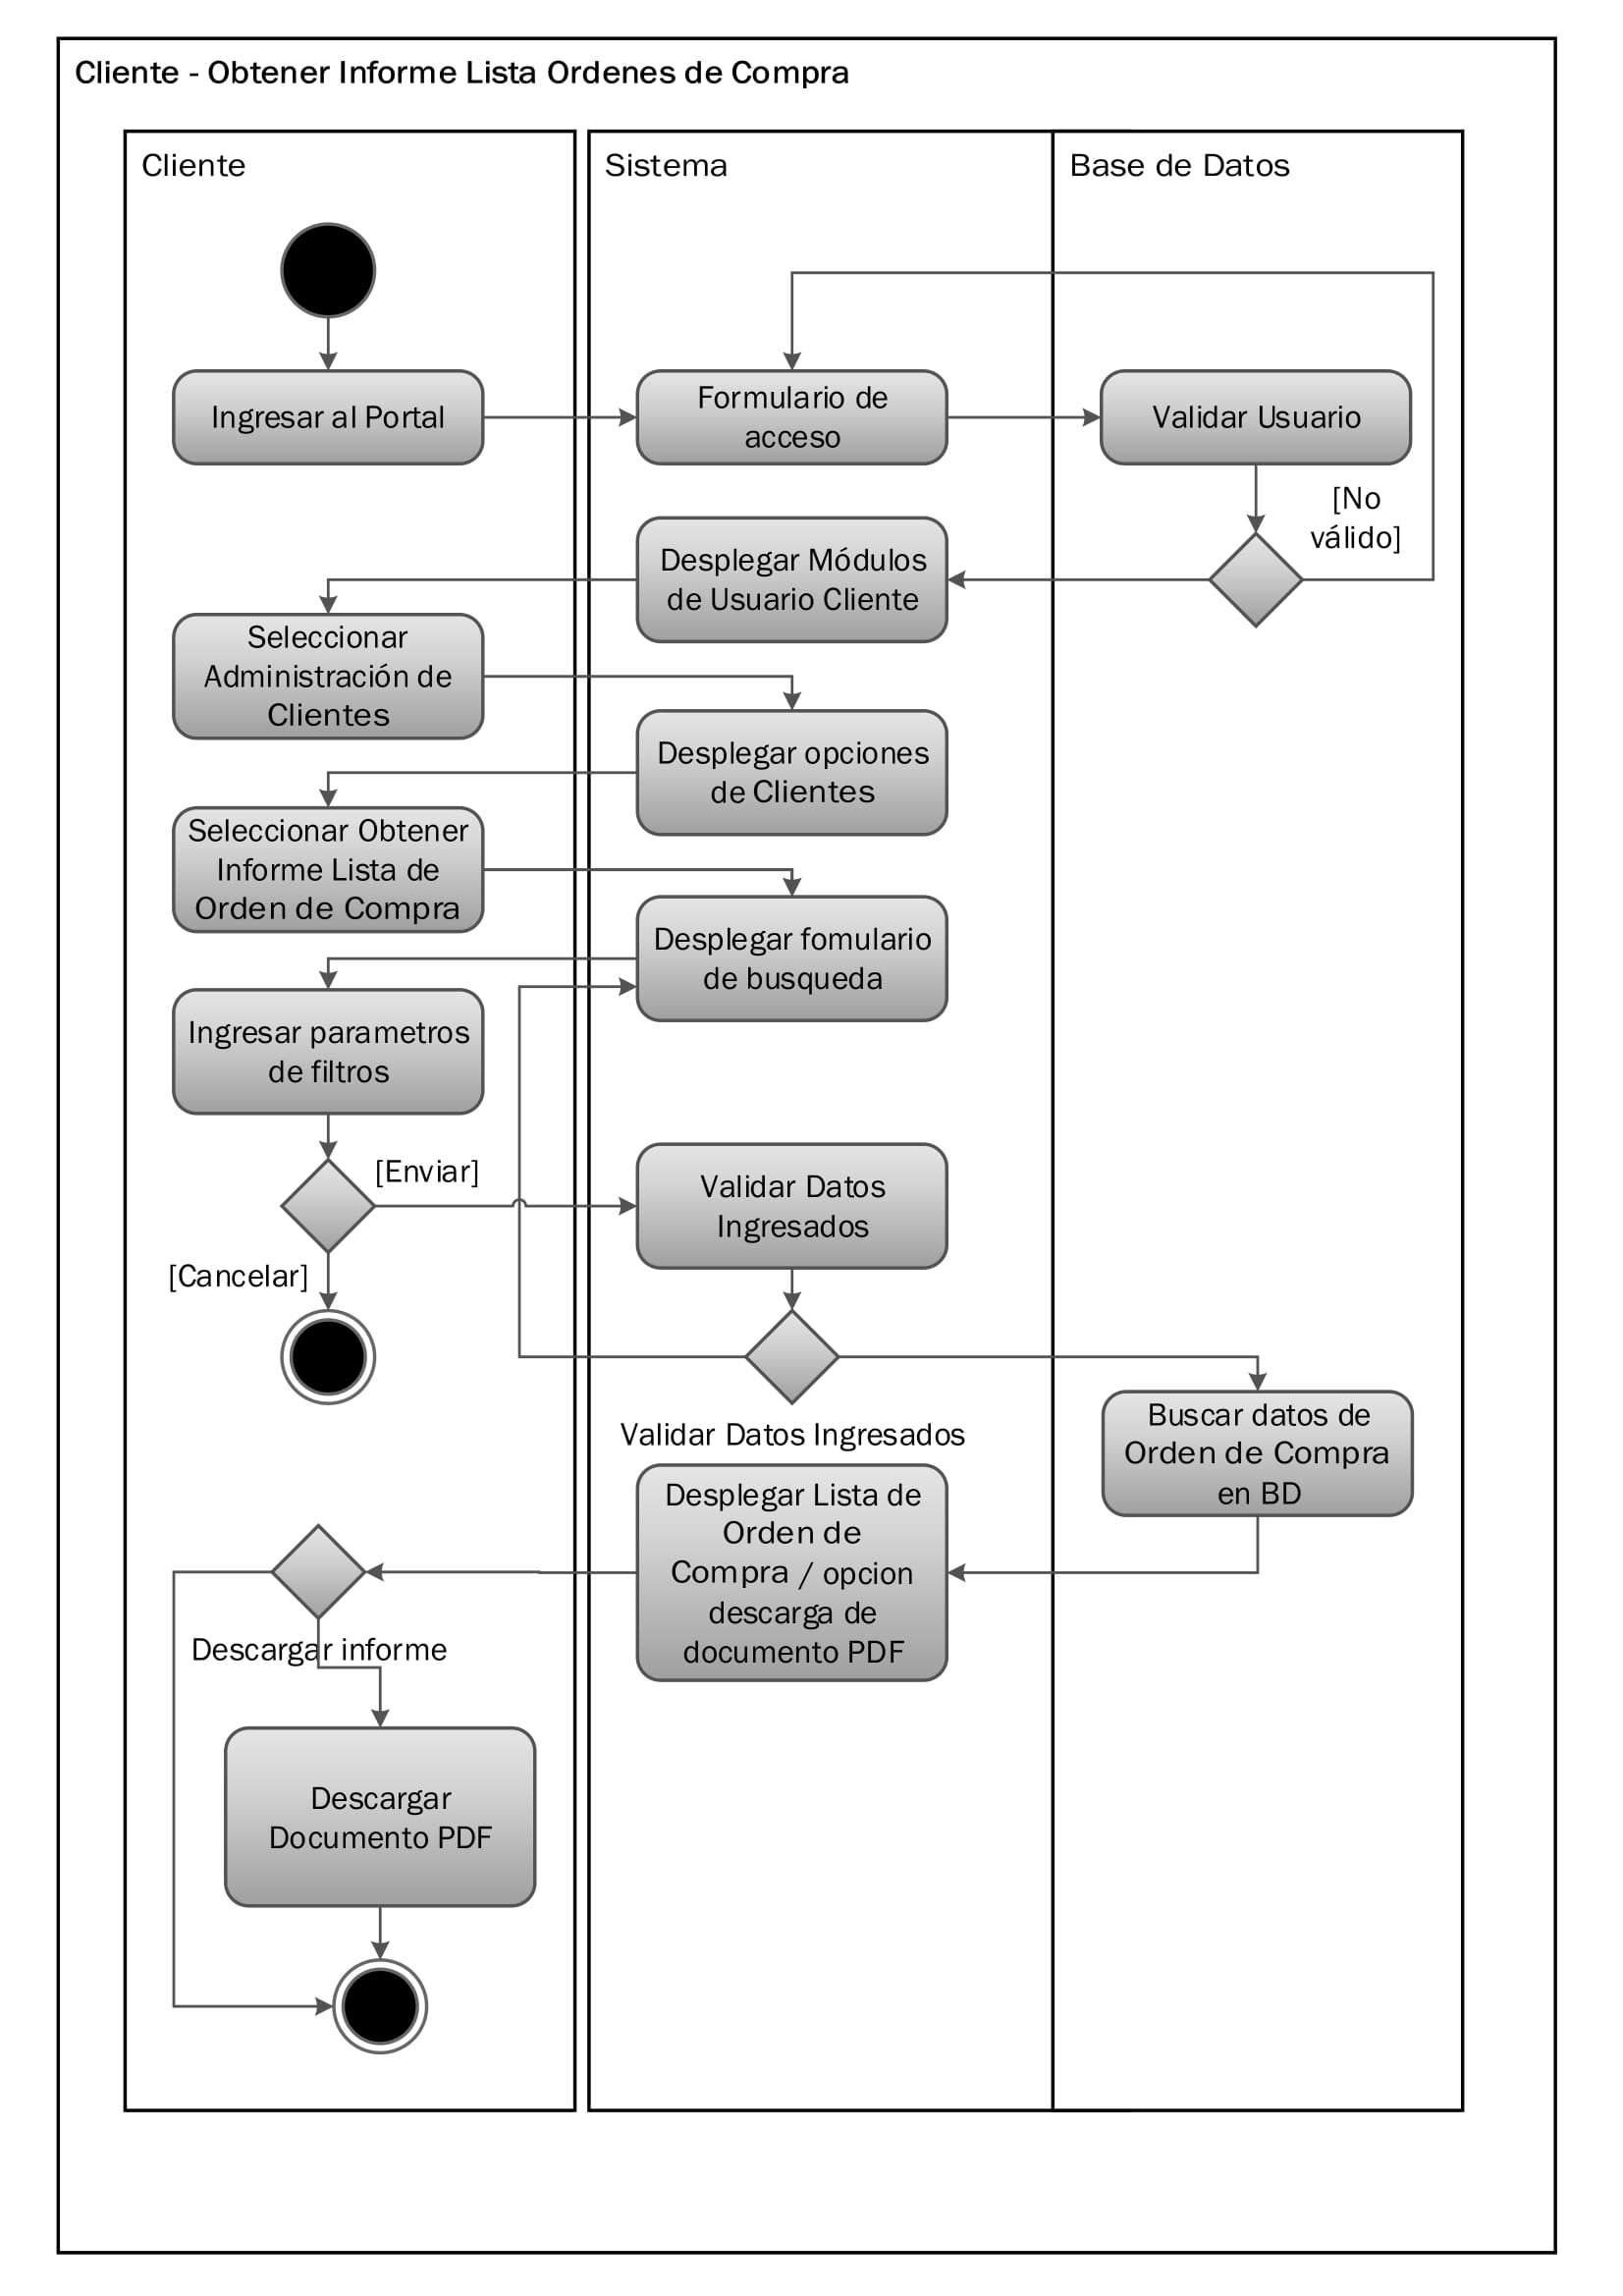 Cliente - Obtener Informe Lista Ordenes de Compra
Cliente
Sistema
Base de Datos
Ingresar al Portal
Formulario de
acceso
Validar Usuario
[No
válido]
Desplegar Módulos
de Usuario Cliente
Seleccionar
Administración de
Clientes
Desplegar opciones
de Clientes
Seleccionar Obtener
Informe Lista de
Orden de Compra
Desplegar fomulario
de busqueda
Ingresar parametros
de filtros
[Enviar]
Validar Datos
Ingresados
[Cancelar]
Validar Datos Ingresados
Buscar datos de
Orden de Compra
en BD
Desplegar Lista de
Orden de
Compra / opcion
descarga de
documento PDF
Descargar informe
Descargar
Documento PDF